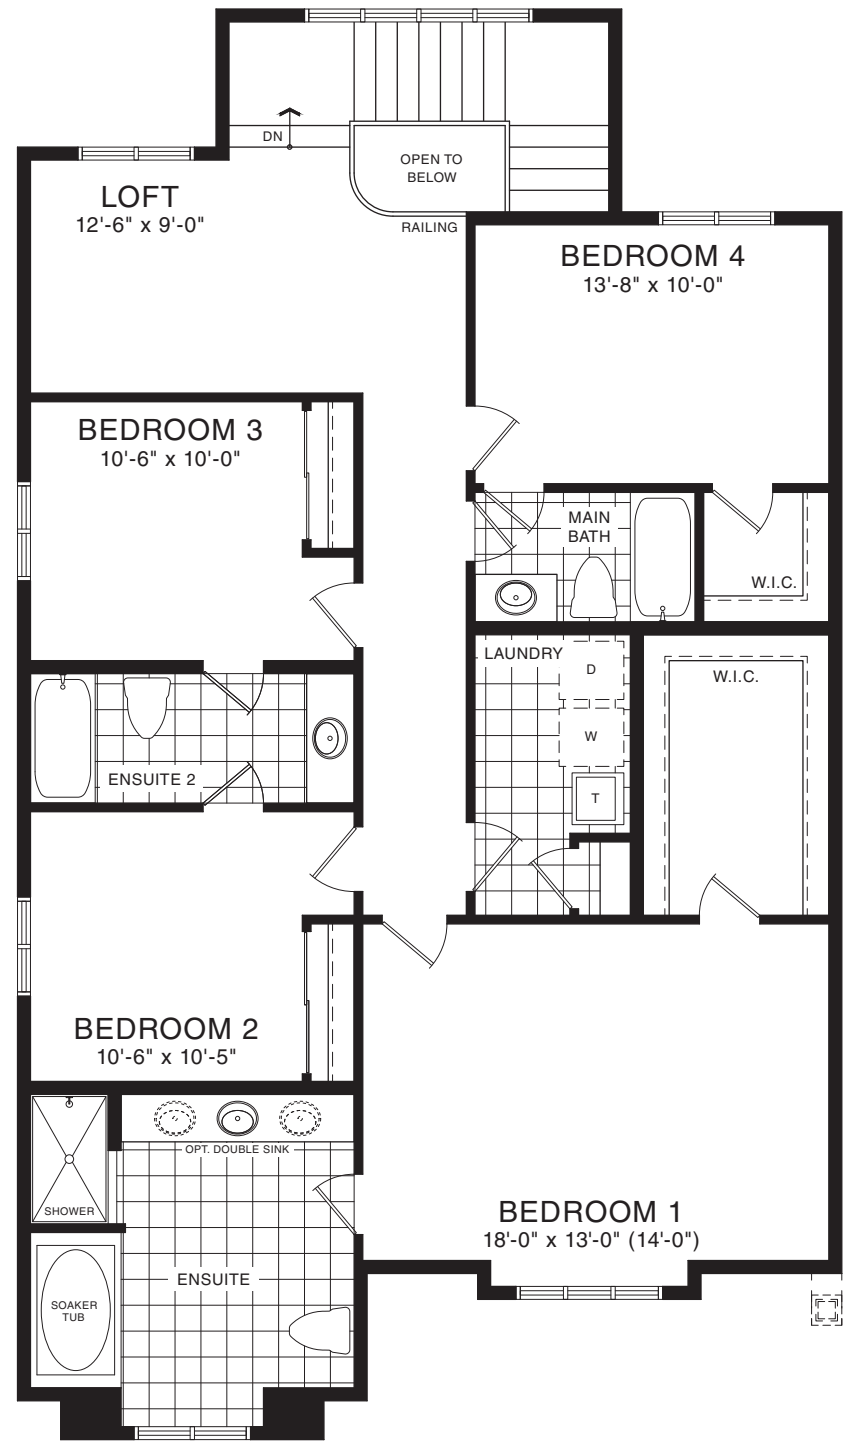 DN
OPEN TO
BELOW
RAILING
LOFT
12'-6" x 9'-0"
BEDROOM 4
13'-8" x 10'-0"
BEDROOM 3
10'-6" x 10'-0"
MAIN
BATH
W.I.C.
LAUNDRY
D
W
T
W.I.C.
ENSUITE 2
BEDROOM 2
10'-6" x 10'-5"
OPT. DOUBLE SINK
SHOWER
BEDROOM 1
18'-0" x 13'-0" (14'-0")
ENSUITE
SOAKER
TUB